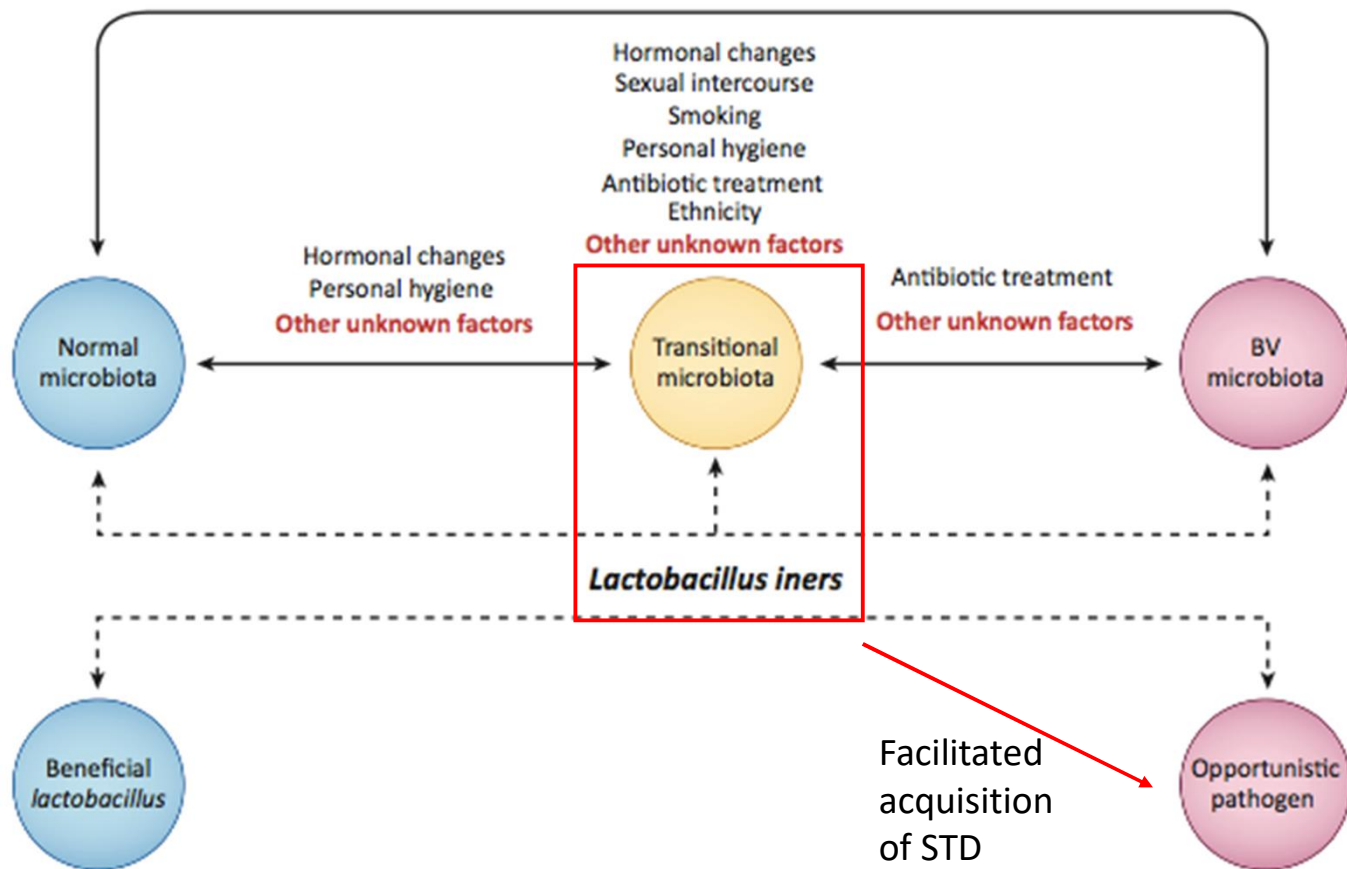 Hormonal changes
Sexual intercourse
Smoking
Personal hygiene
Antibiotic treatment
Ethnicity
Other unknown factors
Hormonal changes
Personal hygiene
Other unknown factors
Antibiotic treatment
Other unknown factors
Normal
microbiota
Transitional
microbiota
BV
microbiota
Lactobacillus iners
Beneficial
lactobacillus
Facilitated
acquisition
of STD
Opportunistic
pathogen